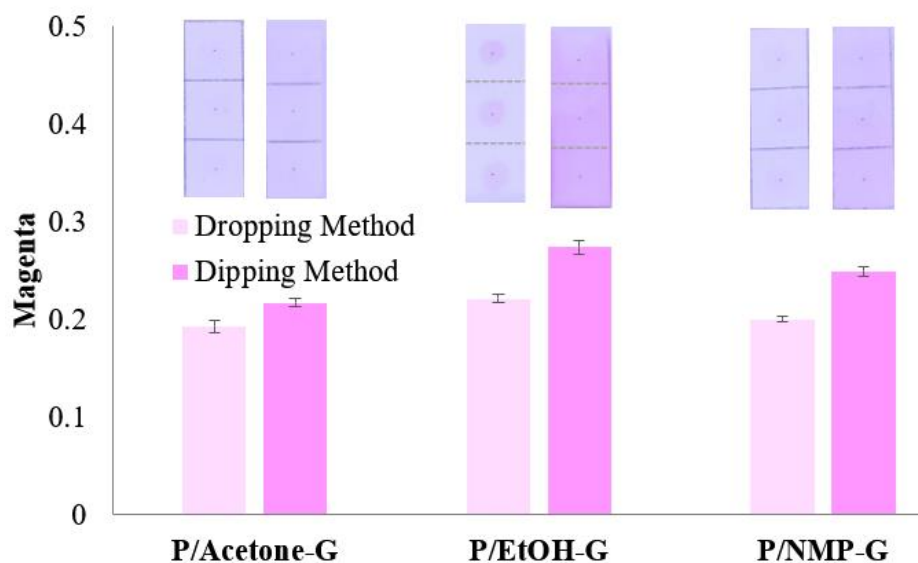 0.5
0.4
0.3
0.2
0.1
0
Magenta
Dropping Method
Dipping Method
P/Acetone-G
P/EtOH-G
P/NMP-G